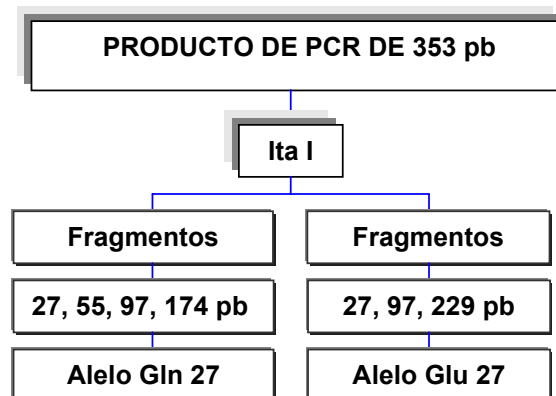 PRODUCTO DE PCR DE 353 pb
Ita I
Fragmentos
27, 55, 97, 174 pb
Alelo Gln 27
Fragmentos
27, 97, 229 pb
Alelo Glu 27